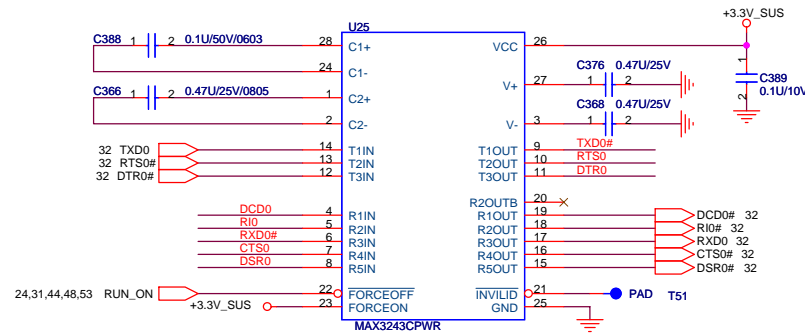 U25
+3.3V_SUS
C388 1 2 0.1U/50V/0603
28 C1+
VCC 26
24 C1-
C376 0.47U/25V
1 2
V+ 27
C389
0.1U/10V
1
2
C366 1 2 0.47U/25V/0805
1 C2+
C368 0.47U/25V
1 2
2 C2-
V- 3
32 TXD0 14 T1IN
T1OUT 9 TXD0#
32 RTS0# 13 T2IN
T2OUT 10 RTS0
32 DTR0# 12 T3IN
T3OUT 11 DTR0
R2OUTB 20
DCD0 4 R1IN
R1OUT 19 DCD0# 32
RI0 5 R2IN
R2OUT 18 RI0# 32
RXD0# 6 R3IN
R3OUT 17 RXD0 32
CTS0 7 R4IN
R4OUT 16 CTS0# 32
DSR0 8 R5IN
R5OUT 15 DSR0# 32
24,31,44,48,53 RUN_ON 22 FORCEOFF
INVILID 21 PAD T51
+3.3V_SUS 23 FORCEON
GND 25
MAX3243CPWR